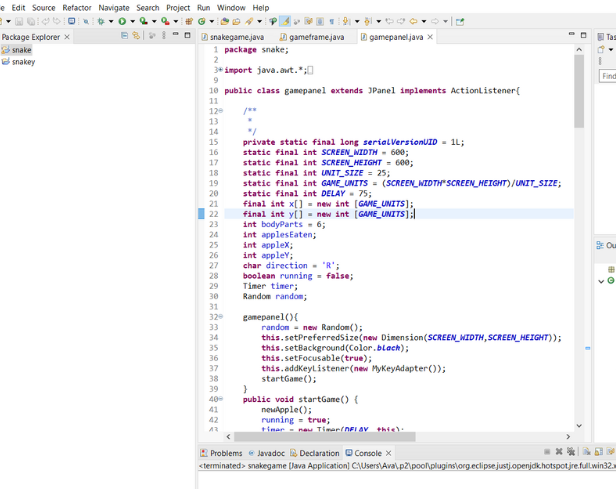 Edit Source Refactor Navigate Search Project Run Window Help
Package Explorer
snake
snakey
snakegame.java
gameframe.java
gamepanel.java
1 package snake;
2
3 import java.awt.*;
9
10 public class gamepanel extends JPanel implements ActionListener{
11
12 /**
13 *
14 */
15 private static final long serialVersionUID = 1L;
16 static final int SCREEN_WIDTH = 600;
17 static final int SCREEN_HEIGHT = 600;
18 static final int UNIT_SIZE = 25;
19 static final int GAME_UNITS = (SCREEN_WIDTH*SCREEN_HEIGHT)/UNIT_SIZE;
20 static final int DELAY = 75;
21 final int x[] = new int [GAME_UNITS];
22 final int y[] = new int [GAME_UNITS];
23 int bodyParts = 6;
24 int applesEaten;
25 int appleX;
26 int appleY;
27 char direction = 'R';
28 boolean running = false;
29 Timer timer;
30 Random random;
31
32 gamepanel(){
33 random = new Random();
34 this.setPreferredSize(new Dimension(SCREEN_WIDTH,SCREEN_HEIGHT));
35 this.setBackground(Color.black);
36 this.setFocusable(true);
37 this.addKeyListener(new MyKeyAdapter());
38 startGame();
39 }
40 public void startGame() {
41 newApple();
42 running = true;
43 timer = new Timer(DELAY, this);
Tas
Find
Ou
Problems Javadoc Declaration Console
<terminated> snakegame [Java Application] C:\Users\Ava\.p2\pool\plugins\org.eclipse.justj.openjdk.hotspot.jre.full.win32.x